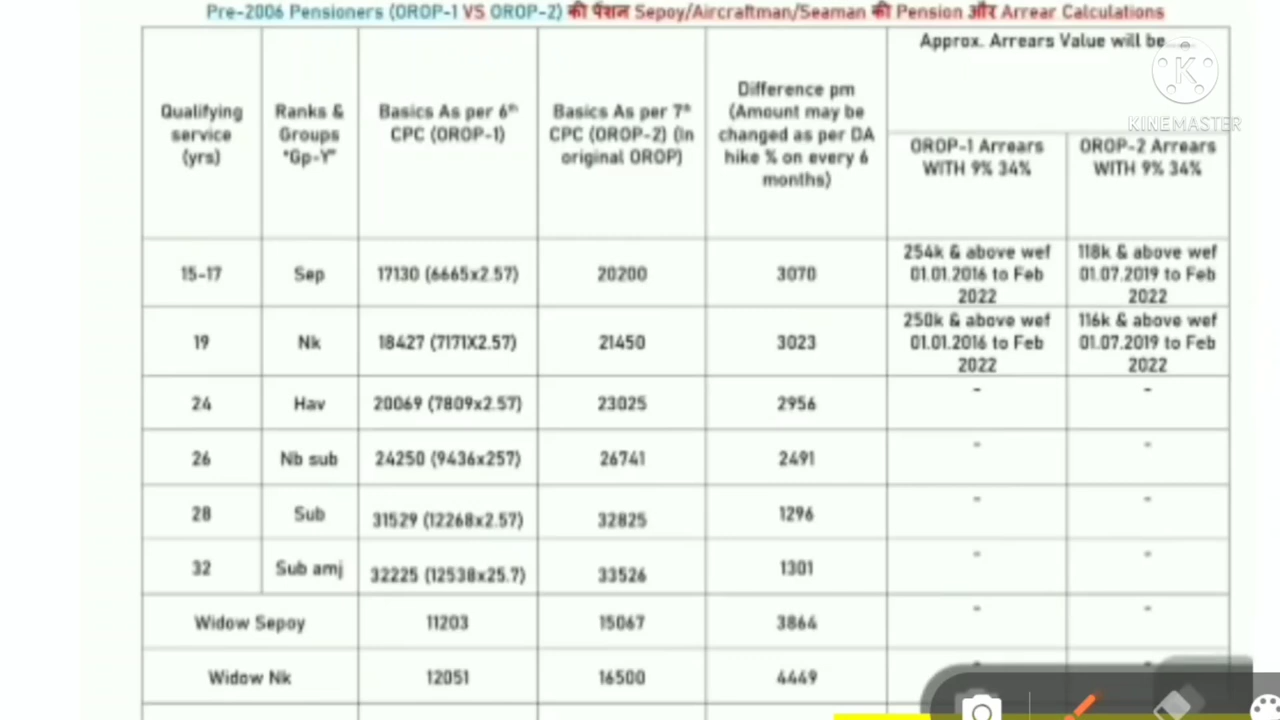 Pre-2006 Pensioners (OROP-1 VS OROP-2) की पेंशन Sepoy/Aircraftman/Seaman की Pension और Arrear Calculations
Qualifying service (yrs)
Ranks & Groups "Gp-Y"
Basics As per 6th CPC (OROP-1)
Basics As per 7th CPC (OROP-2) (In original OROP)
Difference pm (Amount may be changed as per DA hike % on every 6 months)
Approx. Arrears Value will be....
OROP-1 Arrears WITH 9% 34%
OROP-2 Arrears WITH 9% 34%
KINEMASTER
15-17 Sep 17130 (6665x2.57) 20200 3070 254k & above wef 01.01.2016 to Feb 2022 118k & above wef 01.07.2019 to Feb 2022
19 Nk 18427 (7171X2.57) 21450 3023 250k & above wef 01.01.2016 to Feb 2022 116k & above wef 01.07.2019 to Feb 2022
24 Hav 20069 (7809x2.57) 23025 2956 - -
26 Nb sub 24250 (9436x257) 26741 2491 - -
28 Sub 31529 (12268x2.57) 32825 1296 - -
32 Sub amj 32225 (12538x25.7) 33526 1301 - -
Widow Sepoy 11203 15067 3864 - -
Widow Nk 12051 16500 4449 - -